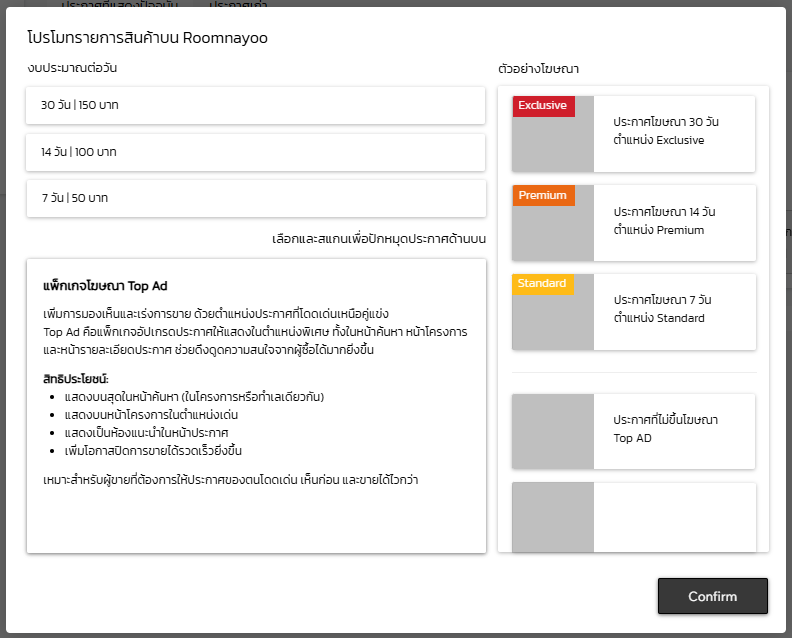 ประกาศที่แสดงปัจจุบัน ประกาศเก่า
โปรโมทรายการสินค้าบน Roomnayoo
งบประมาณต่อวัน
30 วัน | 150 บาท
14 วัน | 100 บาท
7 วัน | 50 บาท
เลือกและสแกนเพื่อปักหมุดประกาศด้านบน
แพ็กเกจโฆษณา Top Ad
เพิ่มการมองเห็นและเร่งการขาย ด้วยตำแหน่งประกาศที่โดดเด่นเหนือคู่แข่ง
Top Ad คือแพ็กเกจอัปเกรดประกาศให้แสดงในตำแหน่งพิเศษ ทั้งในหน้าค้นหา หน้าโครงการ
และหน้ารายละเอียดประกาศ ช่วยดึงดูดความสนใจจากผู้ซื้อได้มากยิ่งขึ้น
สิทธิประโยชน์:
• แสดงบนสุดในหน้าค้นหา (ในโครงการหรือทำเลเดียวกัน)
• แสดงบนหน้าโครงการในตำแหน่งเด่น
• แสดงเป็นห้องแนะนำในหน้าประกาศ
• เพิ่มโอกาสปิดการขายได้รวดเร็วยิ่งขึ้น
เหมาะสำหรับผู้ขายที่ต้องการให้ประกาศของตนโดดเด่น เห็นก่อน และขายได้ไวกว่า
ตัวอย่างโฆษณา
Exclusive
ประกาศโฆษณา 30 วัน
ตำแหน่ง Exclusive
Premium
ประกาศโฆษณา 14 วัน
ตำแหน่ง Premium
Standard
ประกาศโฆษณา 7 วัน
ตำแหน่ง Standard
ประกาศที่ไม่ขึ้นโฆษณา
Top AD
Confirm